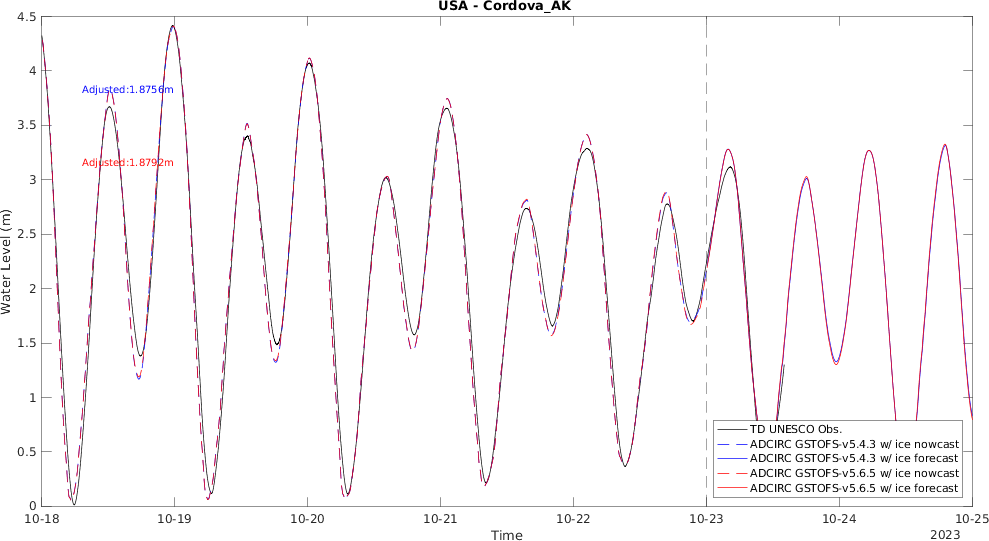 USA - Cordova_AK
4.5
4
3.5
3
2.5
2
1.5
1
0.5
0
Water Level (m)
Adjusted:1.8756m
Adjusted:1.8792m
TD UNESCO Obs.
ADCIRC GSTOFS-v5.4.3 w/ ice nowcast
ADCIRC GSTOFS-v5.4.3 w/ ice forecast
ADCIRC GSTOFS-v5.6.5 w/ ice nowcast
ADCIRC GSTOFS-v5.6.5 w/ ice forecast
10-18 10-19 10-20 10-21 10-22 10-23 10-24 10-25
Time
2023